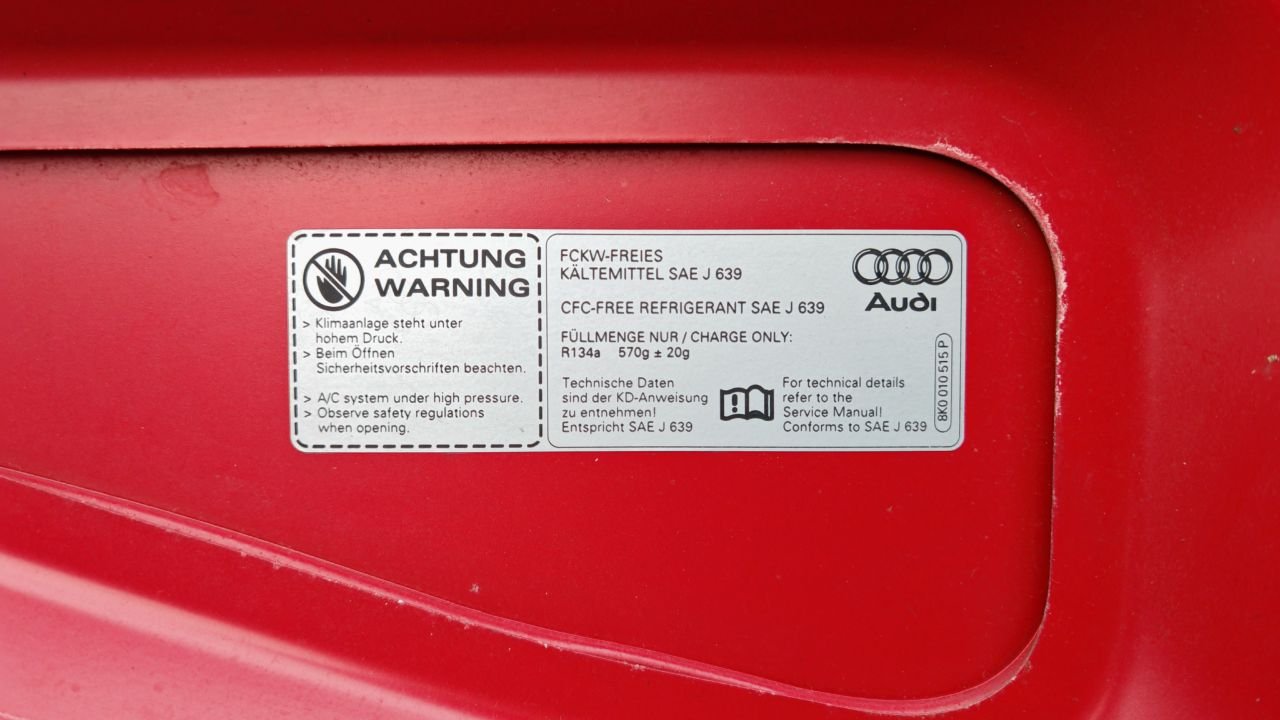 ACHTUNG
WARNING
> Klimaanlage steht unter
hohem Druck.
> Beim Öffnen
Sicherheitsvorschriften beachten.
> A/C system under high pressure.
> Observe safety regulations
when opening.
FCKW-FREIES
KÄLTEMITTEL SAE J 639
CFC-FREE REFRIGERANT SAE J 639
FÜLLMENGE NUR / CHARGE ONLY:
R134a 570g ± 20g
Technische Daten
sind der KD-Anweisung
zu entnehmen!
Entspricht SAE J 639
For technical details
refer to the
Service Manual!
Conforms to SAE J 639
Audi
8K0 010 515 P